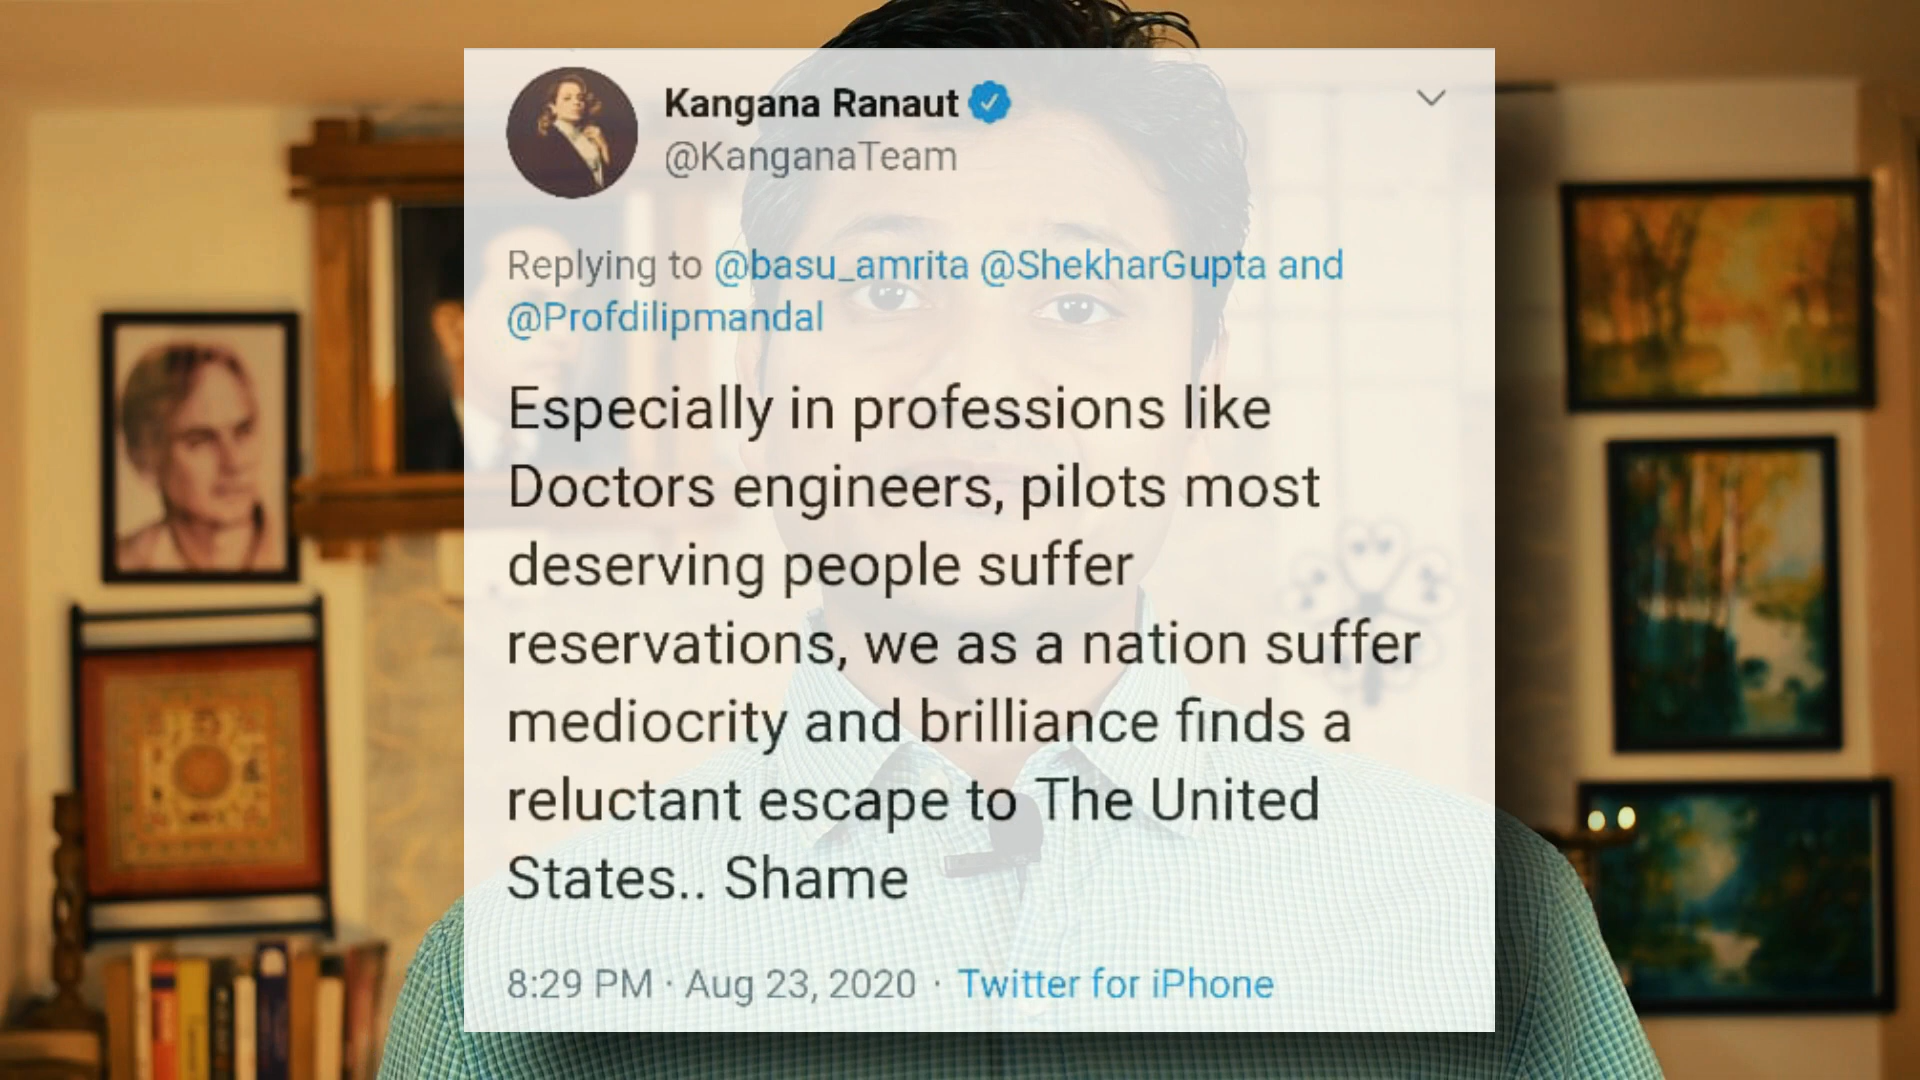 Kangana Ranaut
@KanganaTeam
Replying to @basu_amrita @ShekharGupta and
@Profdilipmandal
Especially in professions like
Doctors engineers, pilots most
deserving people suffer
reservations, we as a nation suffer
mediocrity and brilliance finds a
reluctant escape to The United
States.. Shame
8:29 PM · Aug 23, 2020 · Twitter for iPhone